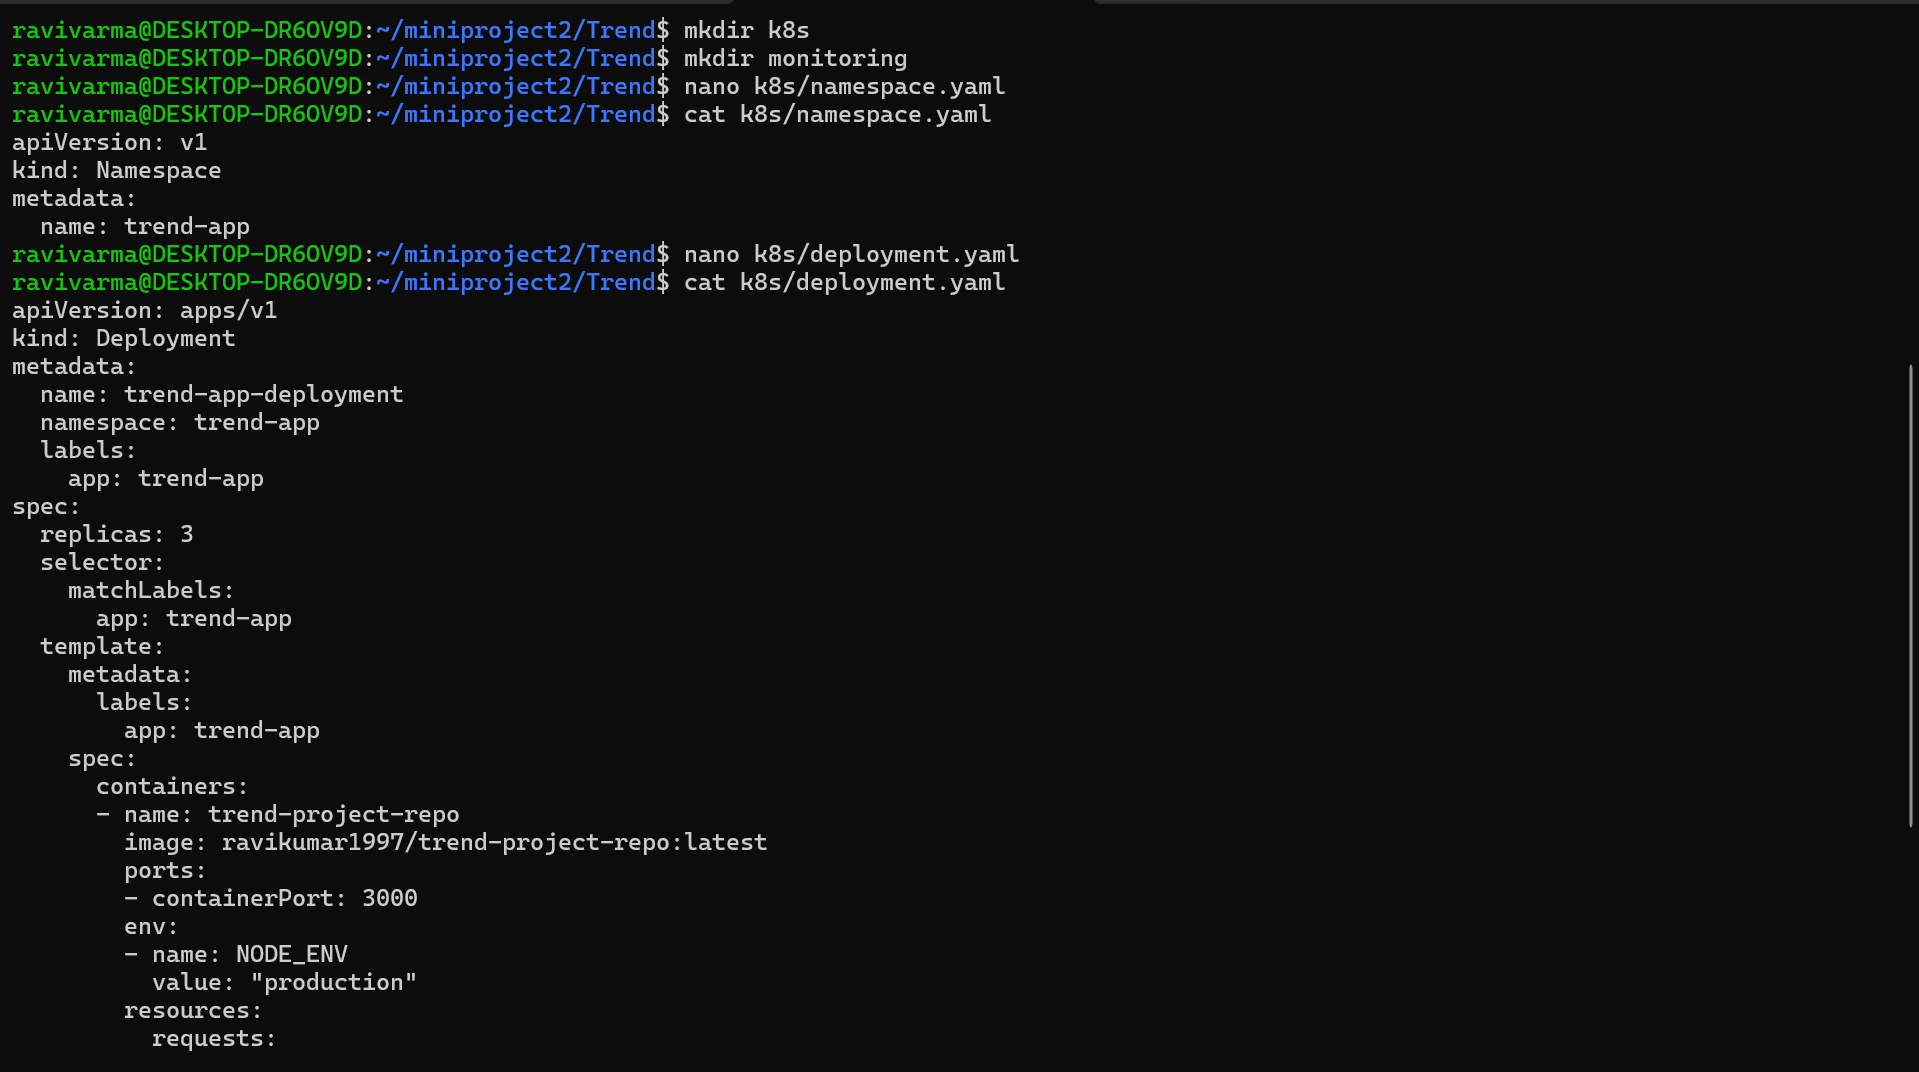 ravivarma@DESKTOP-DR6OV9D:~/miniproject2/Trend$ mkdir k8s
ravivarma@DESKTOP-DR6OV9D:~/miniproject2/Trend$ mkdir monitoring
ravivarma@DESKTOP-DR6OV9D:~/miniproject2/Trend$ nano k8s/namespace.yaml
ravivarma@DESKTOP-DR6OV9D:~/miniproject2/Trend$ cat k8s/namespace.yaml
apiVersion: v1
kind: Namespace
metadata:
  name: trend-app
ravivarma@DESKTOP-DR6OV9D:~/miniproject2/Trend$ nano k8s/deployment.yaml
ravivarma@DESKTOP-DR6OV9D:~/miniproject2/Trend$ cat k8s/deployment.yaml
apiVersion: apps/v1
kind: Deployment
metadata:
  name: trend-app-deployment
  namespace: trend-app
  labels:
    app: trend-app
spec:
  replicas: 3
  selector:
    matchLabels:
      app: trend-app
  template:
    metadata:
      labels:
        app: trend-app
    spec:
      containers:
      - name: trend-project-repo
        image: ravikumar1997/trend-project-repo:latest
        ports:
        - containerPort: 3000
        env:
        - name: NODE_ENV
          value: "production"
        resources:
          requests: